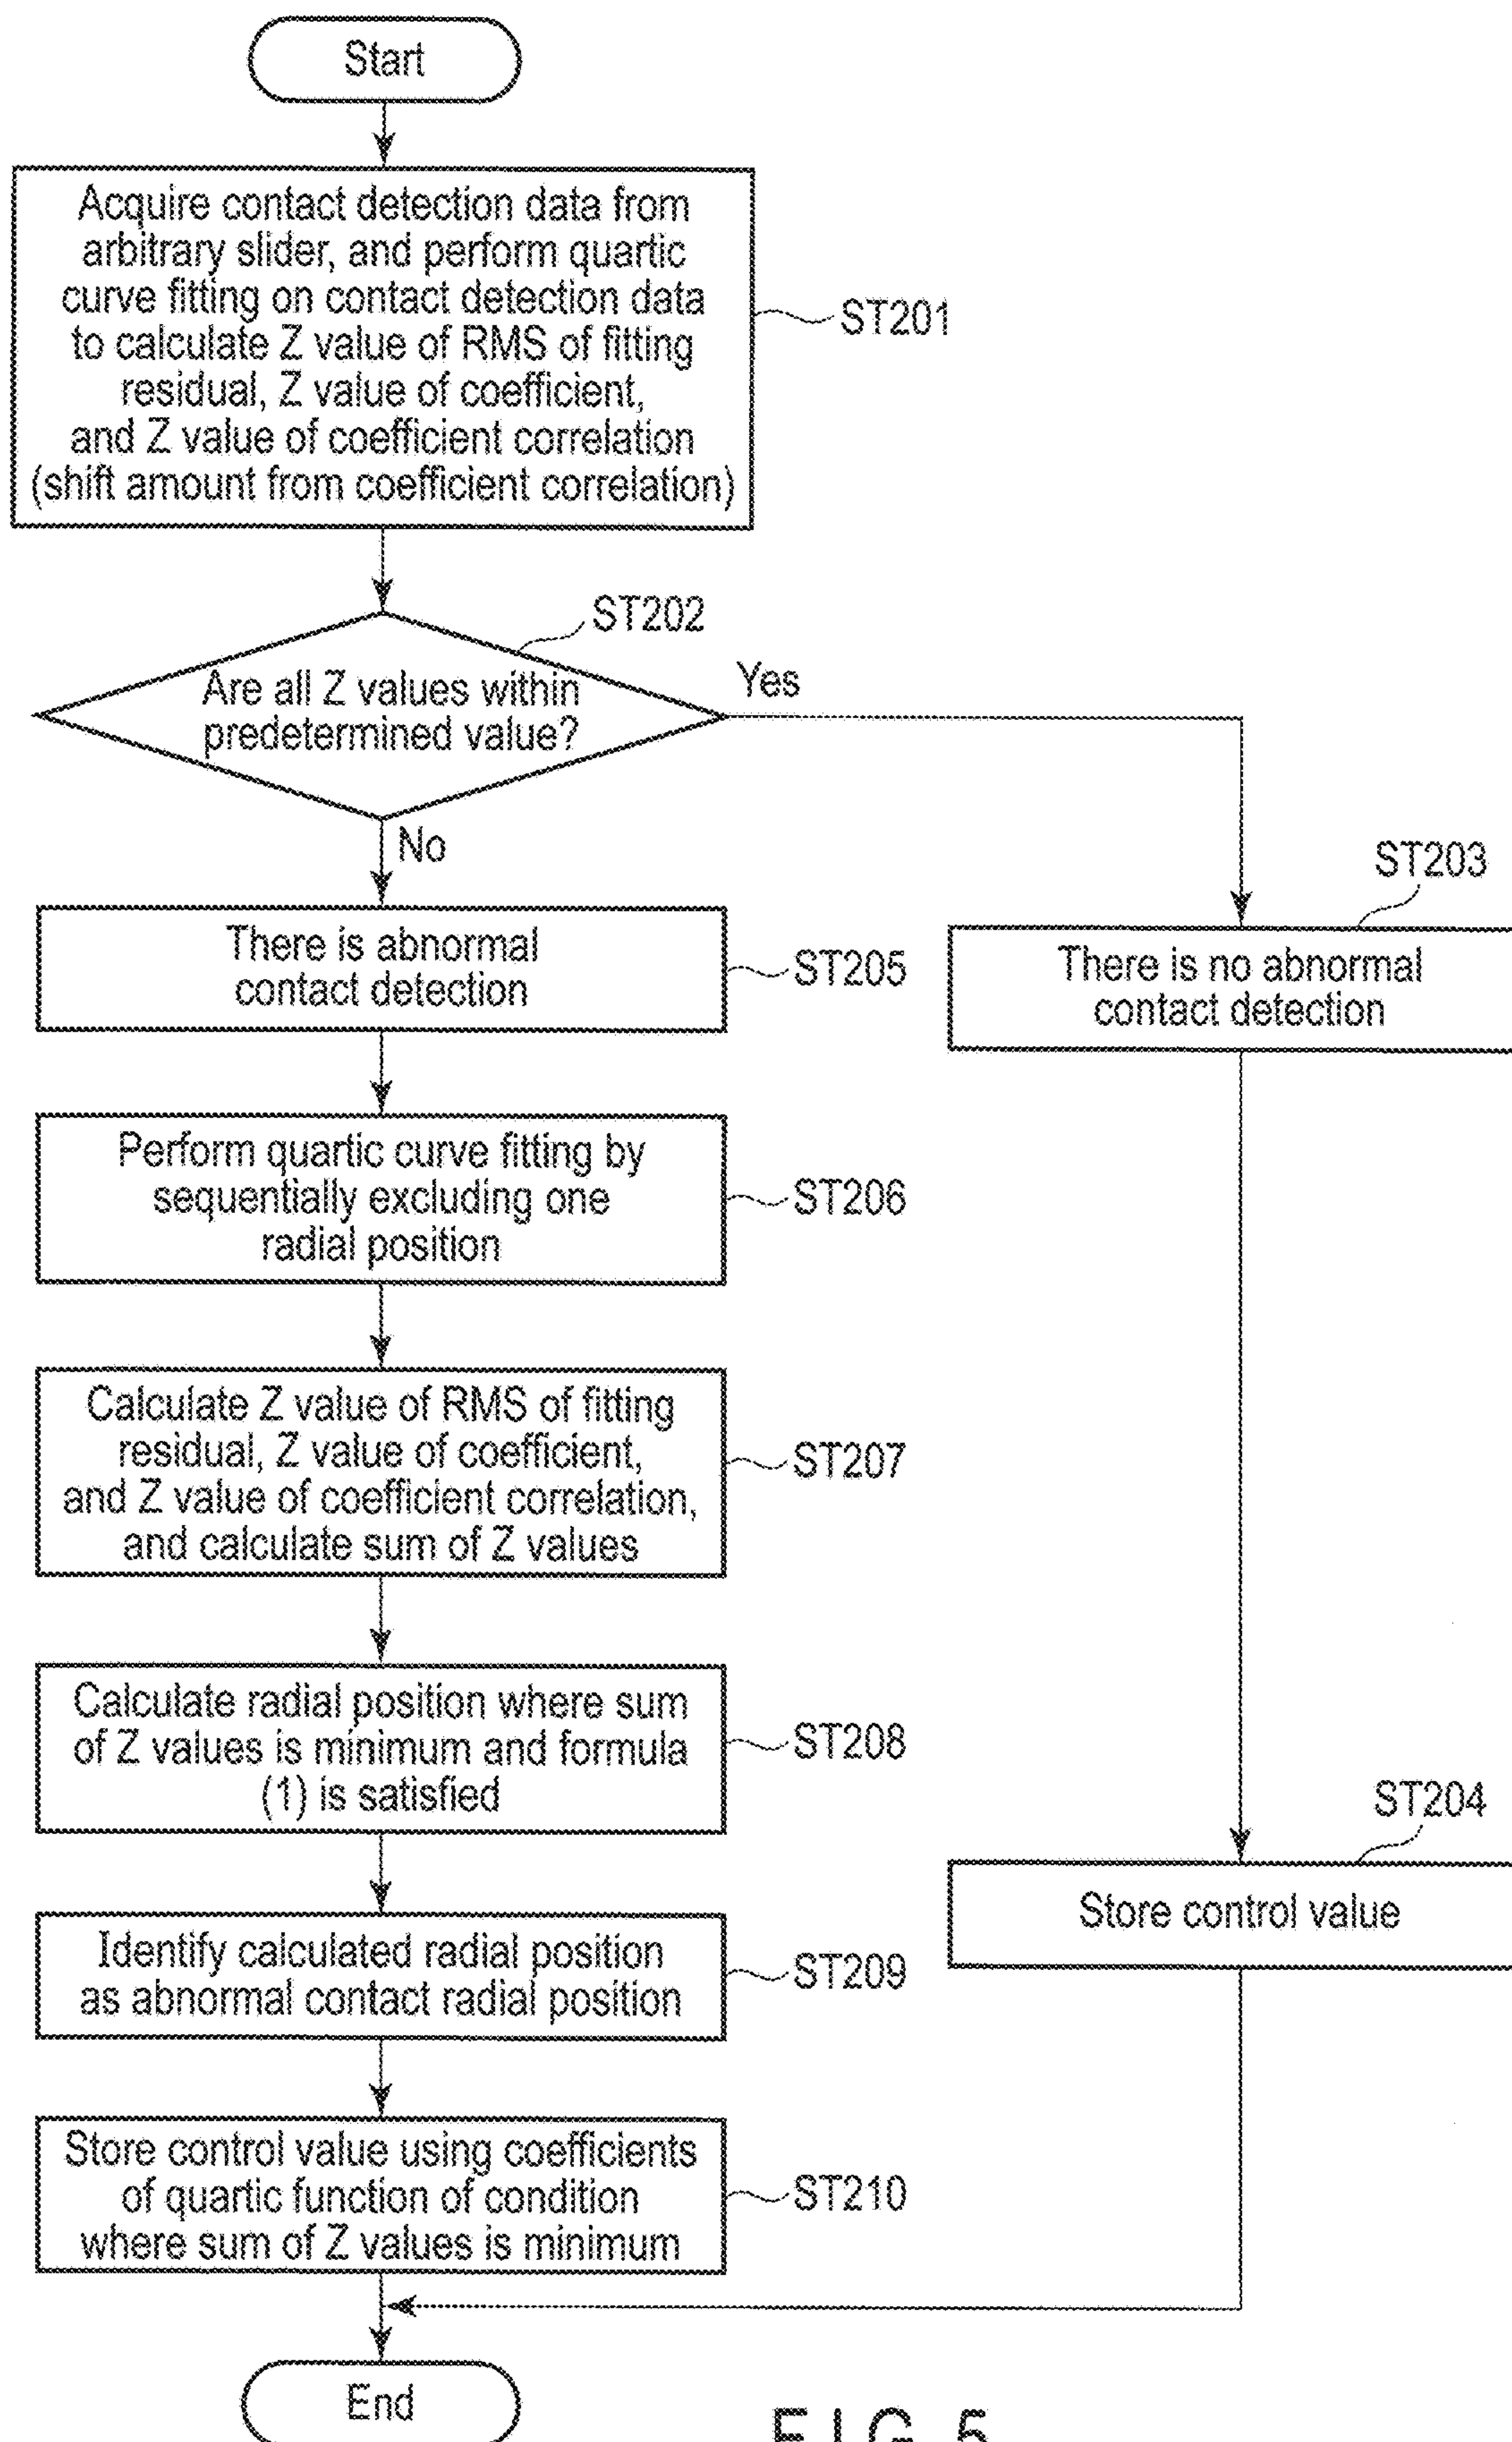 Start
Acquire contact detection data from
arbitrary slider, and perform quartic
curve fitting on contact detection data
to calculate Z value of RMS of fitting
residual, Z value of coefficient,
and Z value of coefficient correlation
(shift amount from coefficient correlation)
ST201
ST202
Are all Z values within
predetermined value?
Yes
No
ST203
There is no abnormal
contact detection
There is abnormal
contact detection
ST205
Perform quartic curve fitting by
sequentially excluding one
radial position
ST206
Calculate Z value of RMS of fitting
residual, Z value of coefficient,
and Z value of coefficient correlation,
and calculate sum of Z values
ST207
Calculate radial position where sum
of Z values is minimum and formula
(1) is satisfied
ST208
ST204
Store control value
Identify calculated radial position
as abnormal contact radial position
ST209
Store control value using coefficients
of quartic function of condition
where sum of Z values is minimum
ST210
End
FIG. 5